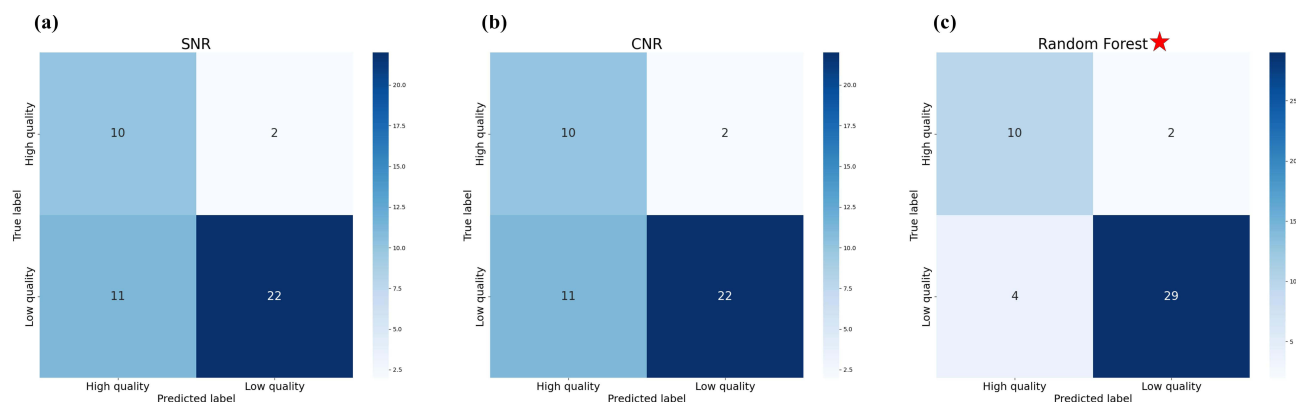 (a)
SNR
High quality
Low quality
True label
10
2
11
22
High quality
Low quality
Predicted label
20.0
17.5
15.0
12.5
10.0
7.5
5.0
2.5
(b)
CNR
High quality
Low quality
True label
10
2
11
22
High quality
Low quality
Predicted label
20.0
17.5
15.0
12.5
10.0
7.5
5.0
2.5
(c)
Random Forest
High quality
Low quality
True label
10
2
4
29
High quality
Low quality
Predicted label
25
20
15
10
5